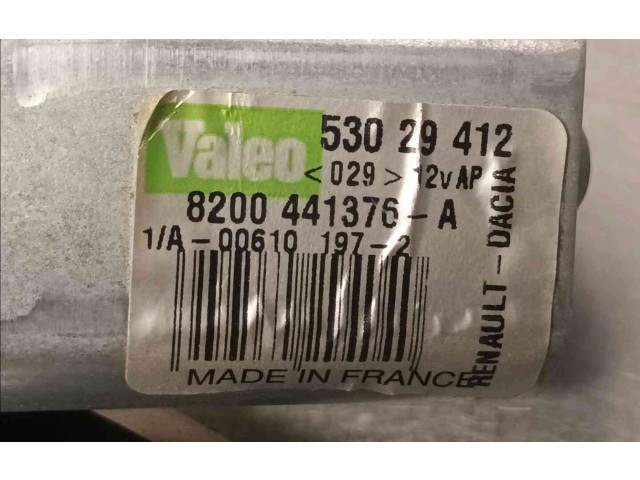 Valeo 530 29 412
<029> 12v AP
8200 441376-A
1/A-00610 197-2
MADE IN FRANCE
RENAULT-DACIA